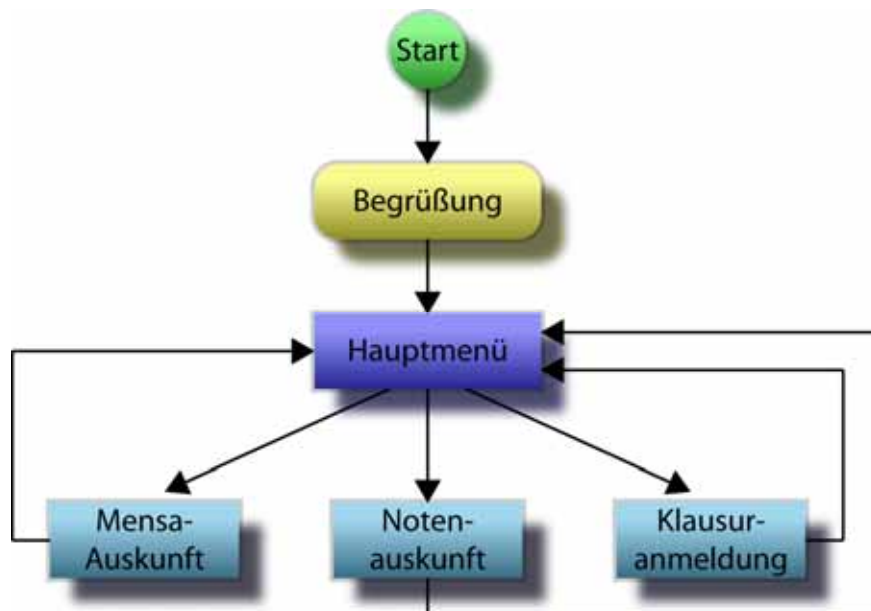 Start
Begrüßung
Hauptmenü
Mensa-
Auskunft
Noten-
auskunft
Klausur-
anmeldung